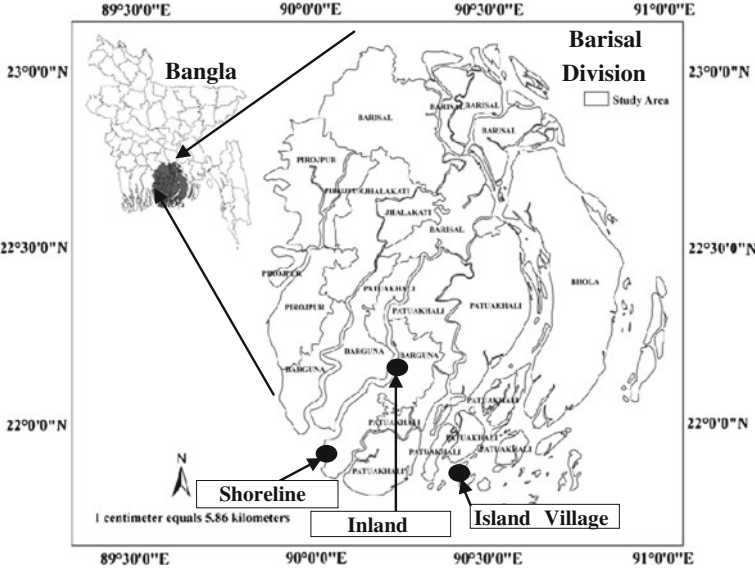 89°30'0"E 90°0'0"E 90°30'0"E 91°0'0"E
Barisal
Division
Bangla
Study Area
23°0'0"N 23°0'0"N
BARISAL
BARISAL
BARISAL
BARISAL
PIROJPUR
PIROJPUR
JHALAKATI
JHALAKATI
BARISAL
22°30'0"N 22°30'0"N
PIROJPUR
PATUAKHALI
BHOLA
PIROJPUR
PATUAKHALI
PATUAKHALI
BARGUNA
BARGUNA
BARGUNA
PATUAKHALI
22°0'0"N 22°0'0"N
PATUAKHALI
PATUAKHALI
PATUAKHALI
PATUAKHALI
PATUAKHALI
N
Shoreline
Inland
Island Village
1 centimeter equals 5.86 kilometers
89°30'0"E 90°0'0"E 90°30'0"E 91°0'0"E